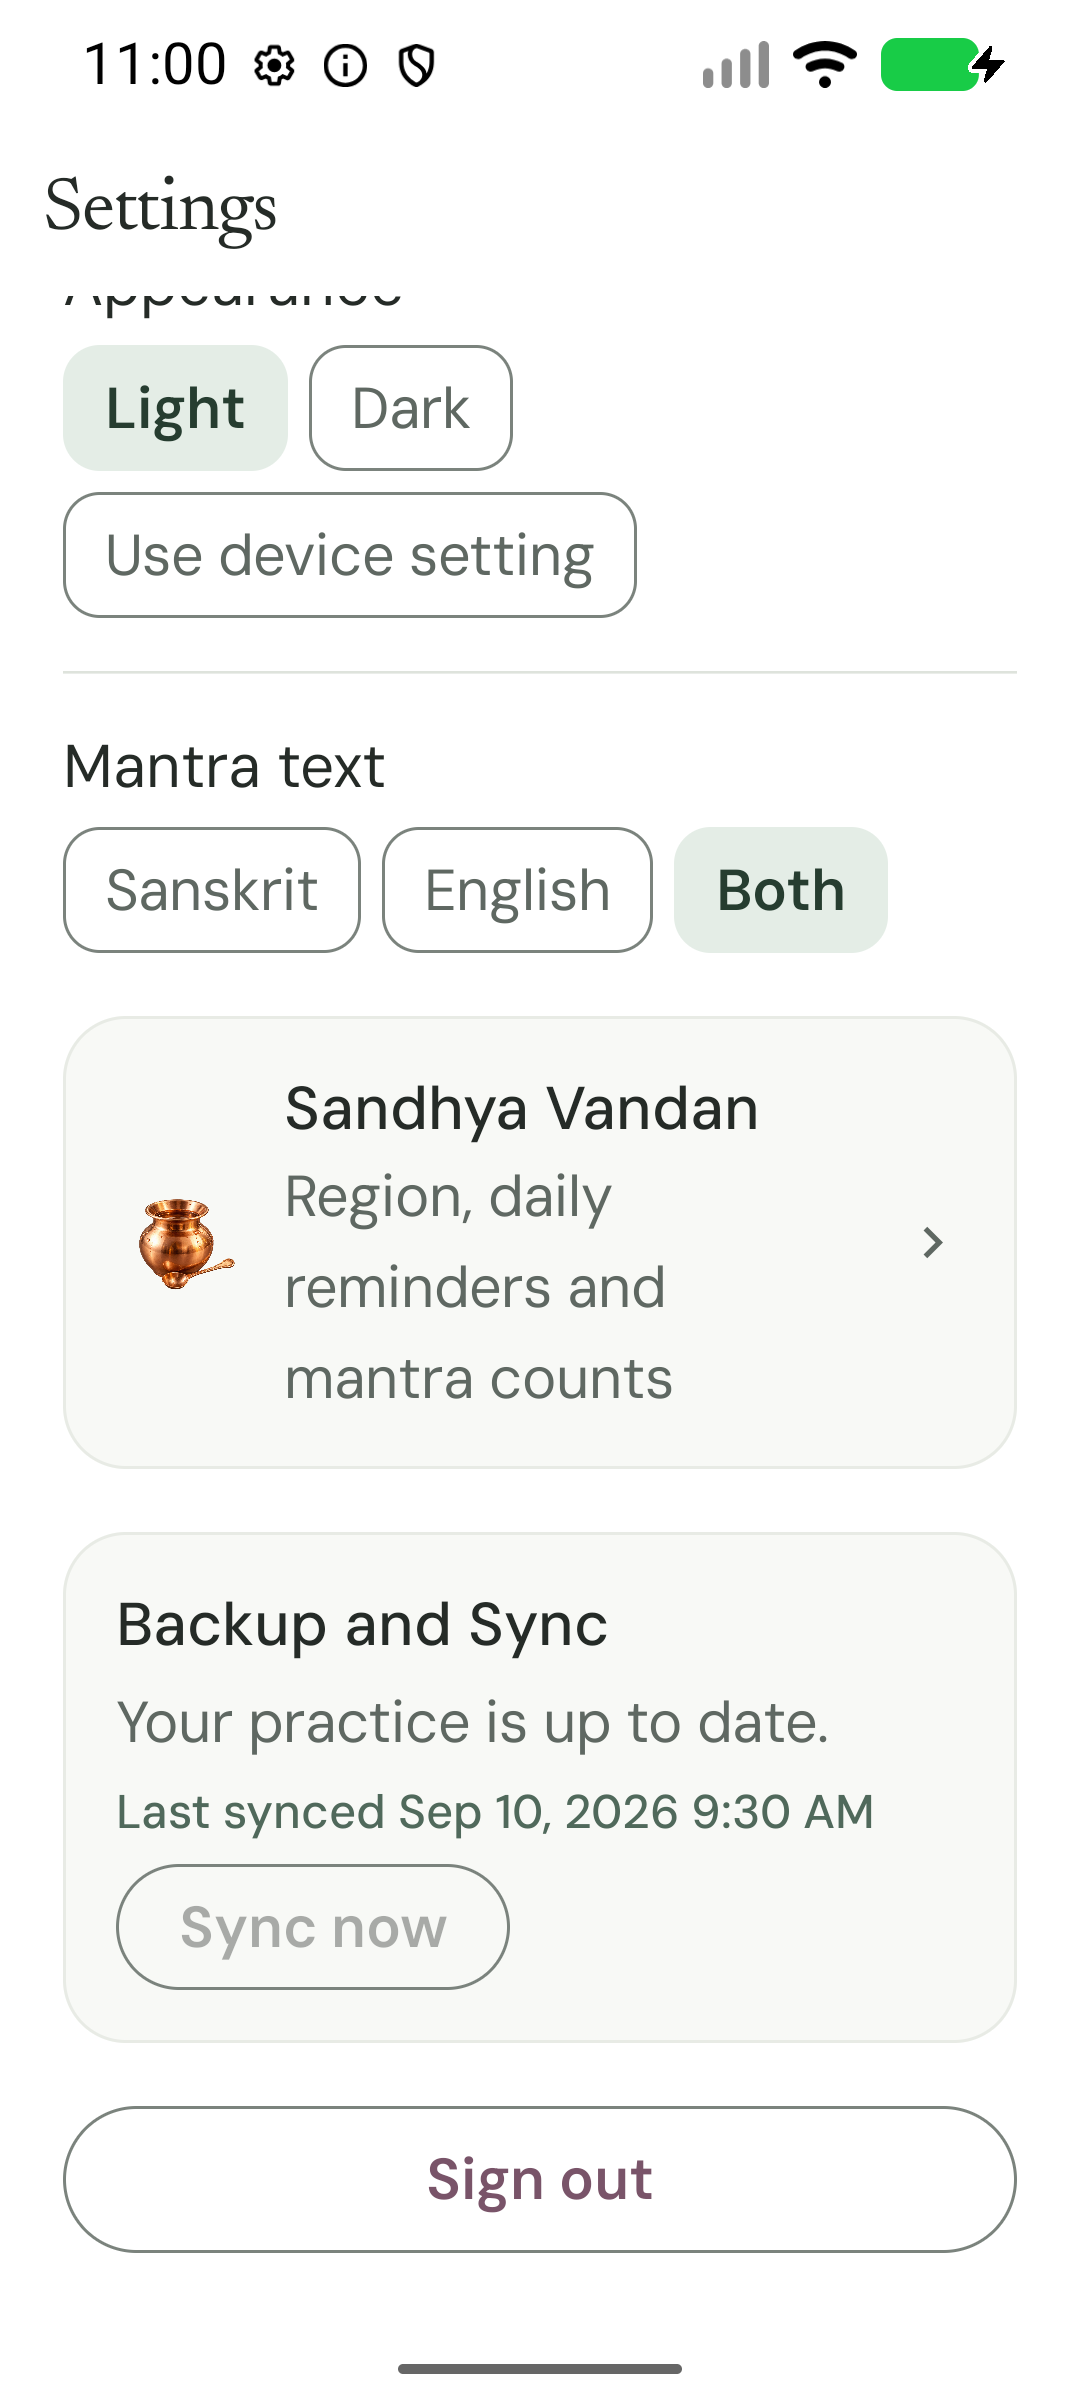 11:00
Settings
Appearance
Light
Dark
Use device setting
Mantra text
Sanskrit
English
Both
Sandhya Vandan
Region, daily
reminders and
mantra counts
Backup and Sync
Your practice is up to date.
Last synced Sep 10, 2026 9:30 AM
Sync now
Sign out